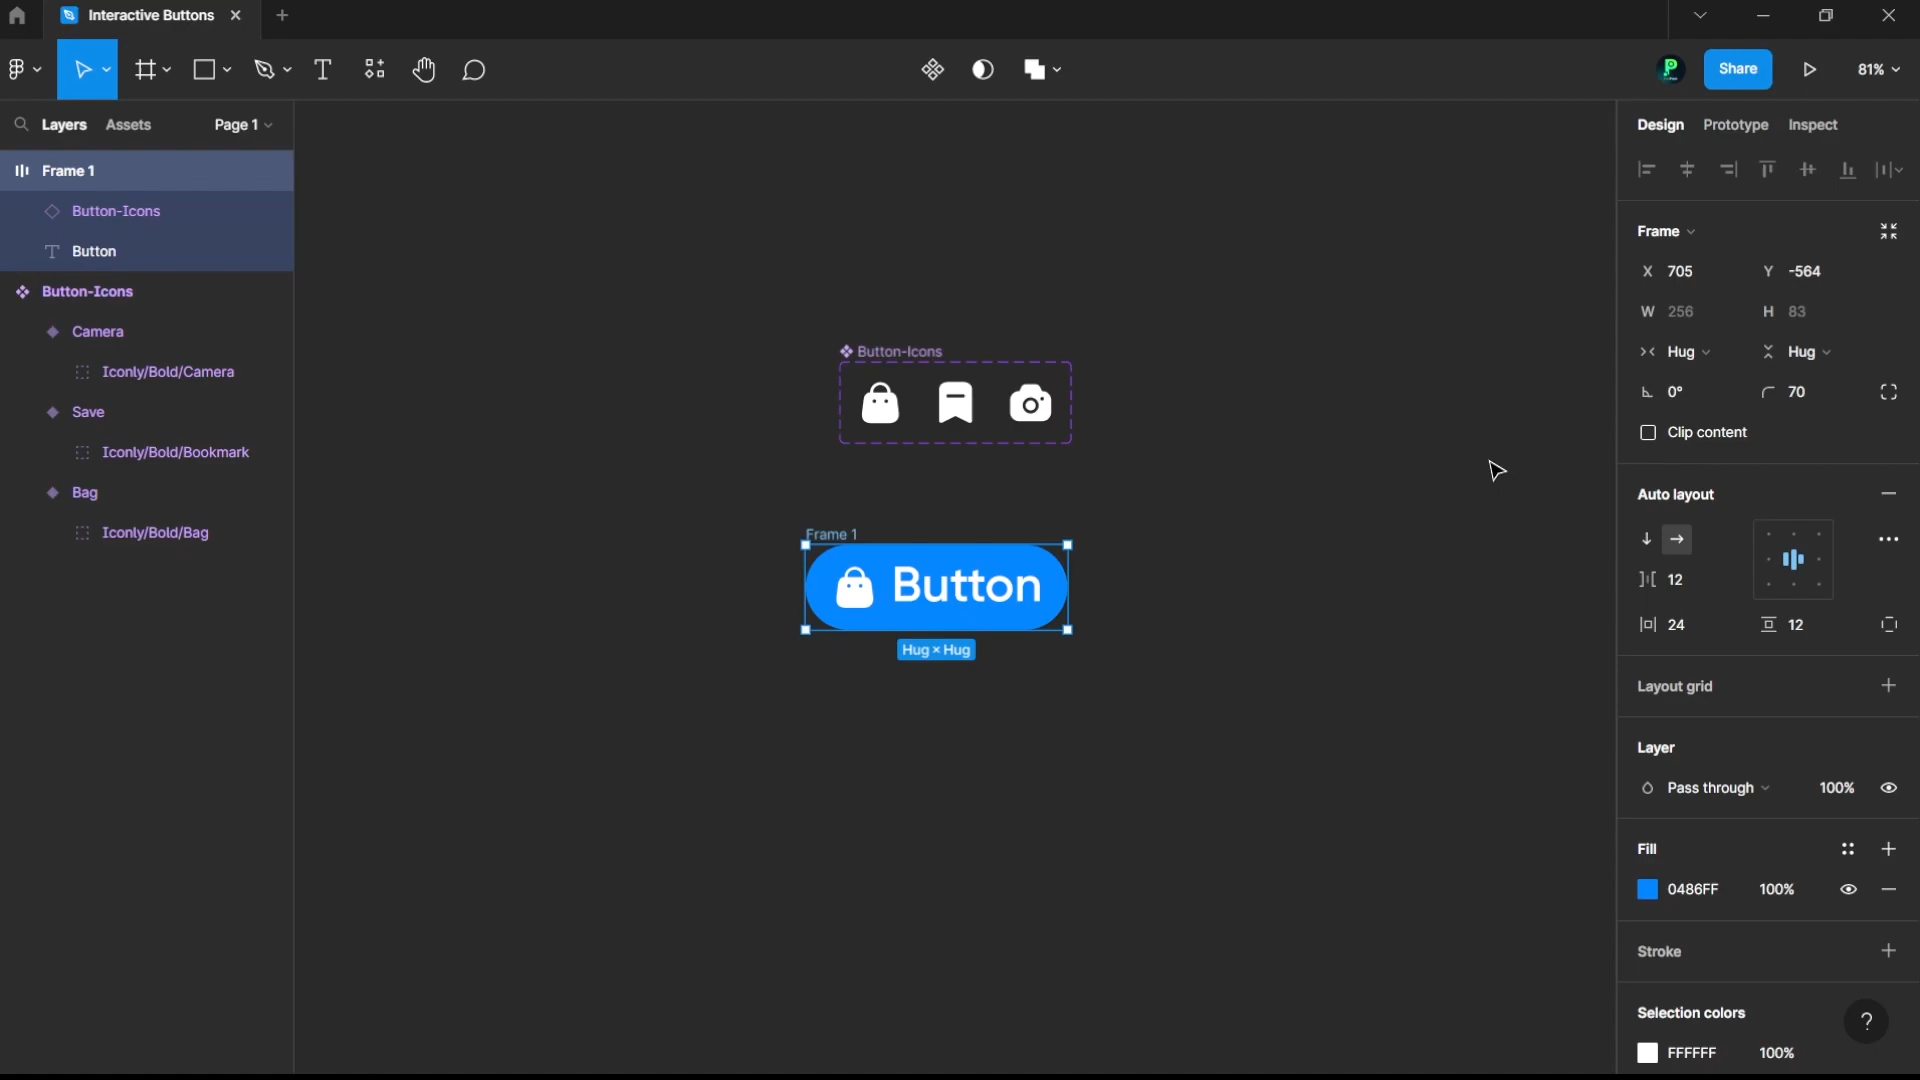 Interactive Buttons
Share
81%
Layers
Assets
Page 1
Frame 1
Button-Icons
Button
Button-Icons
Camera
Iconly/Bold/Camera
Save
Iconly/Bold/Bookmark
Bag
Iconly/Bold/Bag
Button-Icons
Frame 1
Button
Hug × Hug
Design
Prototype
Inspect
Frame
X 705
Y -564
W 256
H 83
Hug
Hug
0°
70
Clip content
Auto layout
12
24
12
Layout grid
Layer
Pass through
100%
Fill
0486FF
100%
Stroke
Selection colors
?
FFFFFF
100%